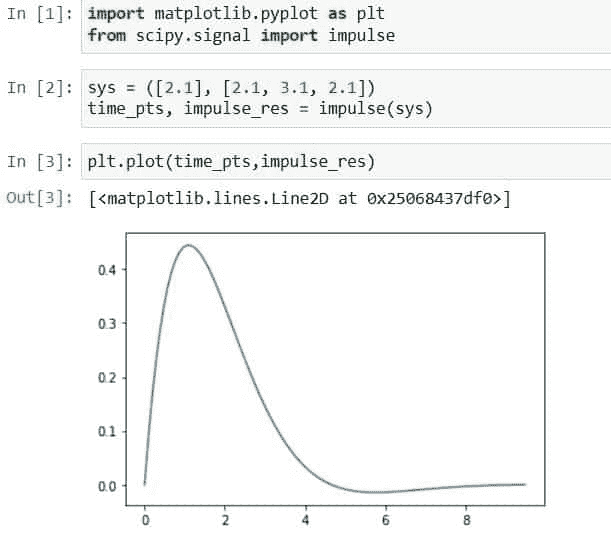 In [1]: import matplotlib.pyplot as plt
from scipy.signal import impulse
In [2]: sys = ([2.1], [2.1, 3.1, 2.1])
time_pts, impulse_res = impulse(sys)
In [3]: plt.plot(time_pts,impulse_res)
Out[3]: [<matplotlib.lines.Line2D at 0x25068437df0>]
0.4
0.3
0.2
0.1
0.0
0 2 4 6 8